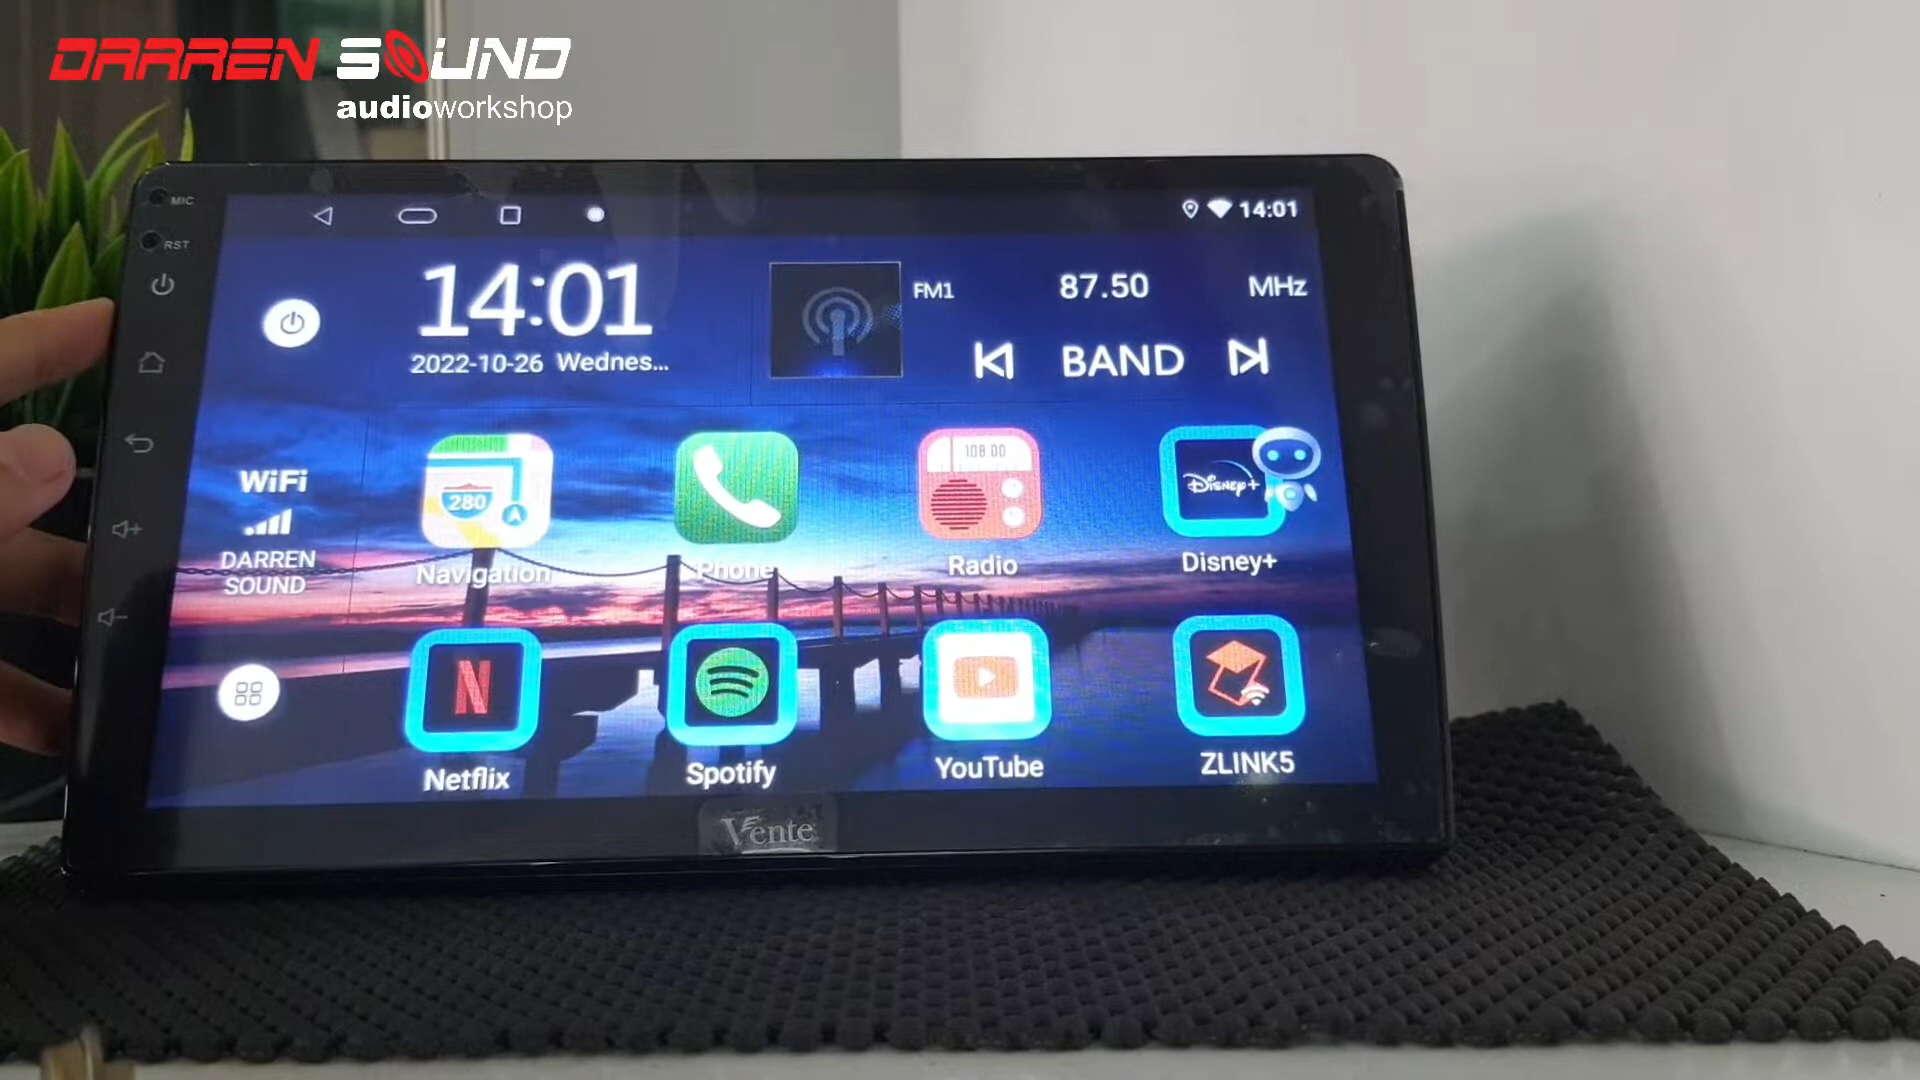 DARREN SOUND
audioworkshop
MIC
RST
14:01
14:01
2022-10-26 Wednes...
FM1 87.50 MHz
BAND
WiFi
DARREN
SOUND
280
108.00
Disney+
Navigation
Phone
Radio
Disney+
N
Netflix
Spotify
YouTube
ZLINK5
Vente